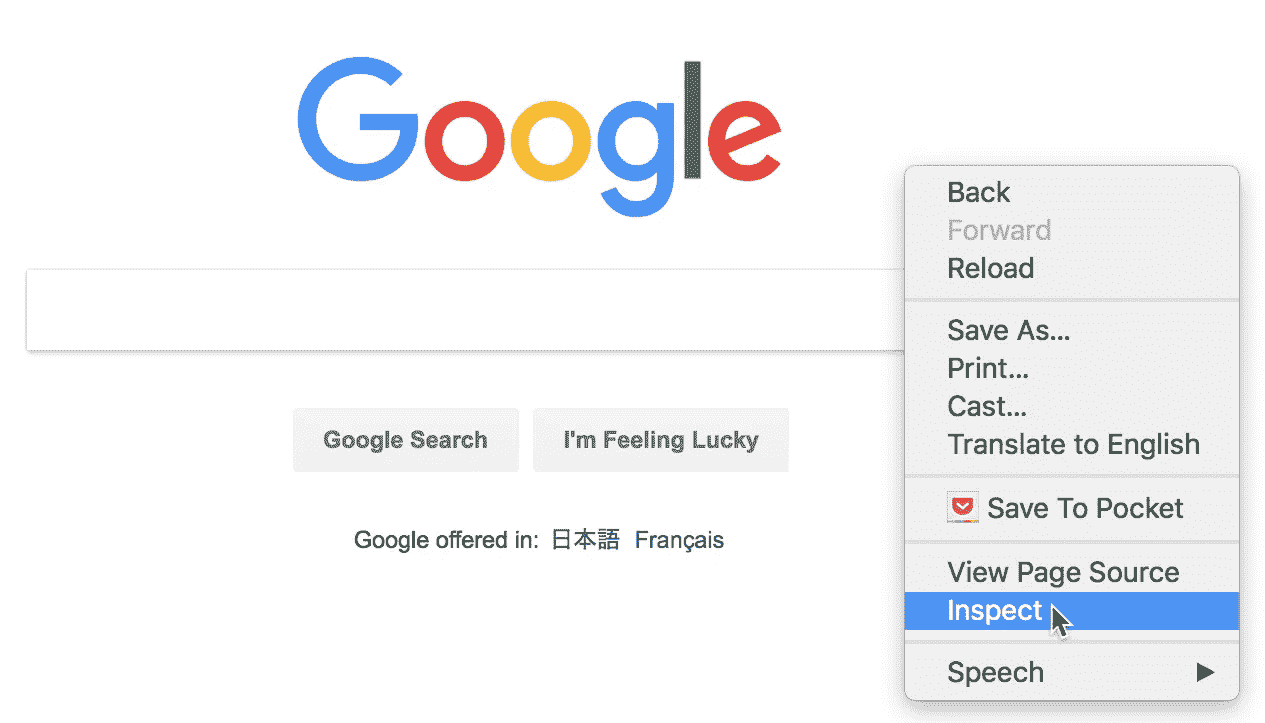 Google
Google Search
I'm Feeling Lucky
Google offered in: 日本語 Français
Back
Forward
Reload
Save As...
Print...
Cast...
Translate to English
Save To Pocket
View Page Source
Inspect
Speech